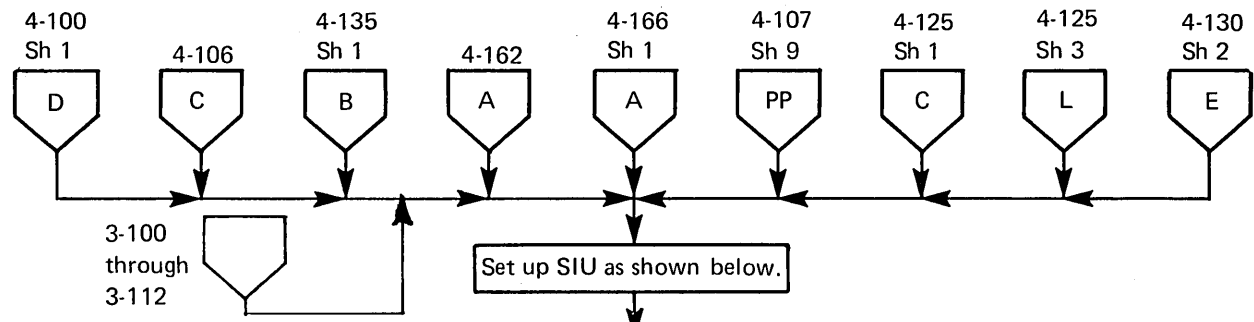 4-100
Sh 1
D
4-106
C
4-135
Sh 1
B
4-162
A
4-166
Sh 1
A
4-107
Sh 9
PP
4-125
Sh 1
C
4-125
Sh 3
L
4-130
Sh 2
E
3-100
through
3-112
Set up SIU as shown below.